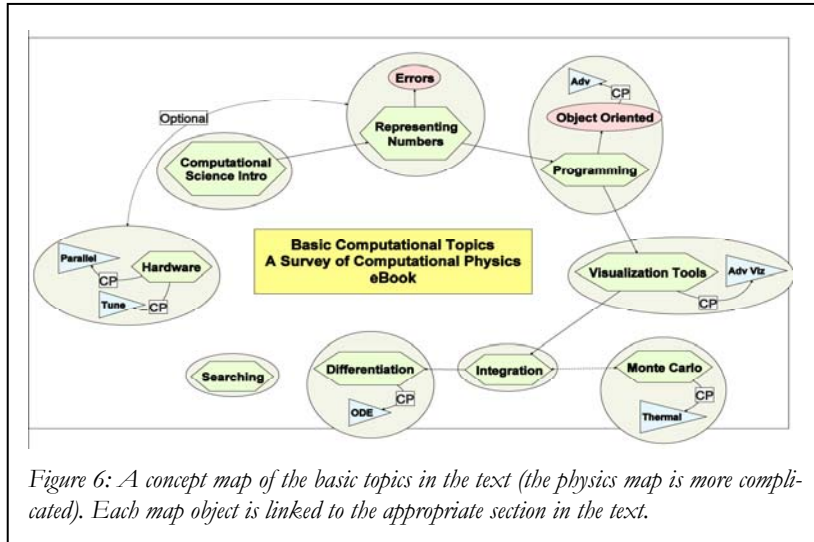 Errors
Adv
CP
Optional
Representing
Numbers
Object Oriented
Computational
Science Intro
Programming
Basic Computational Topics
A Survey of Computational Physics
eBook
Parallel
Hardware
CP
Tune
CP
Visualization Tools
Adv Viz
CP
Searching
Differentiation
Integration
Monte Carlo
CP
ODE
CP
Thermal
Figure 6: A concept map of the basic topics in the text (the physics map is more compli-
cated). Each map object is linked to the appropriate section in the text.